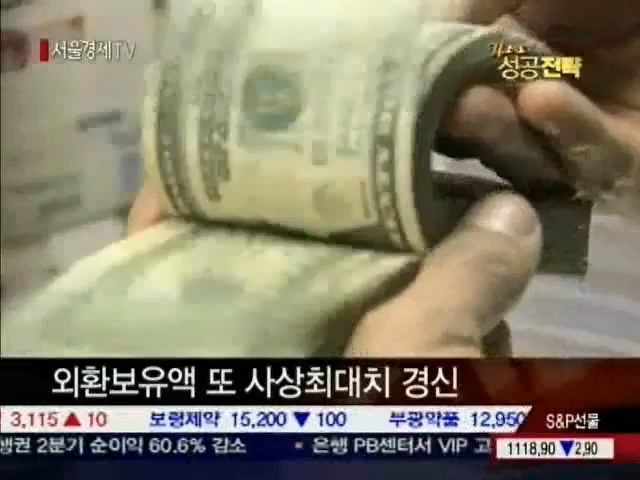 서울경제TV
성공전략
외환보유액 또 사상최대치 경신
3,115 ▲ 10 보령제약 15,200 ▼ 100 부광약품 12,950 S&P선물
생권 2분기 순이익 60.6% 감소 ▪ 은행 PB센터서 VIP 고 1118,90 ▼2,90